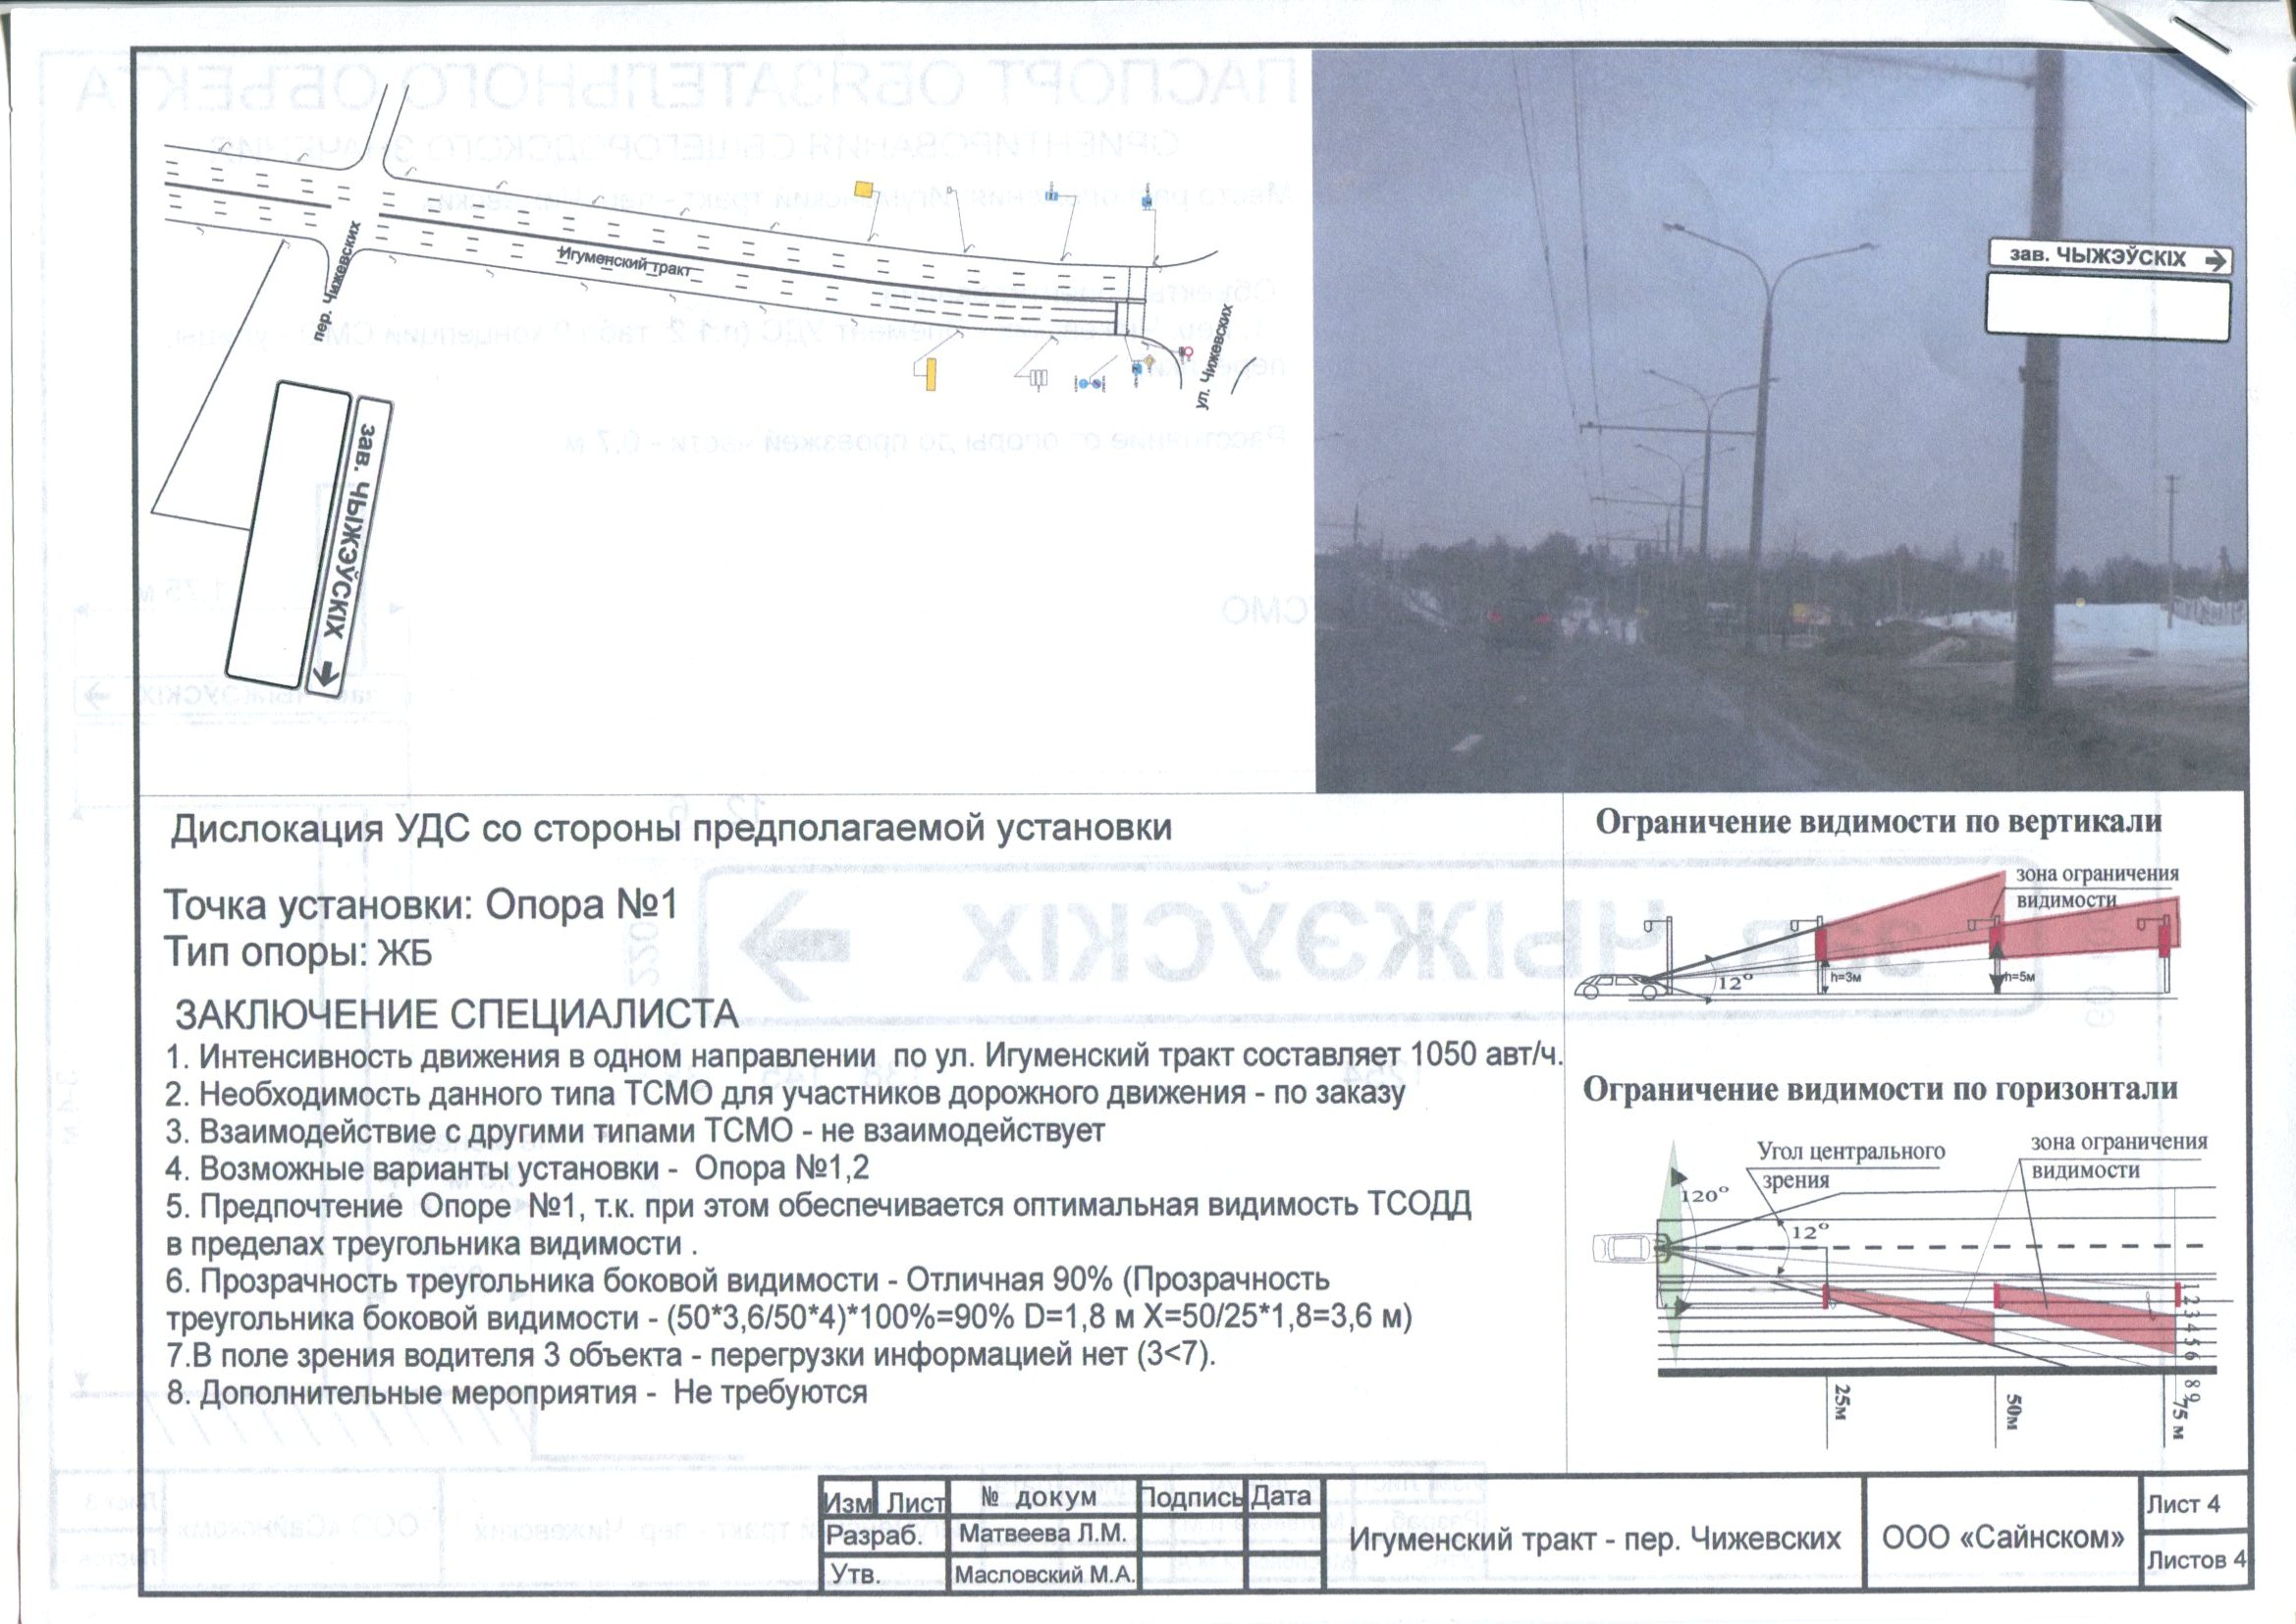 пер. Чижевских
Игуменский тракт
ул. Чижевских
зав. ЧЫЖЭЎСКІХ
зав. ЧЫЖЭЎСКІХ
Дислокация УДС со стороны предполагаемой установки
Точка установки: Опора №1
Тип опоры: ЖБ
ЗАКЛЮЧЕНИЕ СПЕЦИАЛИСТА
1. Интенсивность движения в одном направлении по ул. Игуменский тракт составляет 1050 авт/ч.
2. Необходимость данного типа ТСМО для участников дорожного движения - по заказу
3. Взаимодействие с другими типами ТСМО - не взаимодействует
4. Возможные варианты установки - Опора №1,2
5. Предпочтение Опоре №1, т.к. при этом обеспечивается оптимальная видимость ТСОДД
в пределах треугольника видимости .
6. Прозрачность треугольника боковой видимости - Отличная 90% (Прозрачность
треугольника боковой видимости - (50*3,6/50*4)*100%=90% D=1,8 м X=50/25*1,8=3,6 м)
7.В поле зрения водителя 3 объекта - перегрузки информацией нет (3<7).
8. Дополнительные мероприятия - Не требуются
Ограничение видимости по вертикали
зона ограничения
видимости
12°
h=3м
h=5м
Ограничение видимости по горизонтали
Угол центрального
зрения
зона ограничения
видимости
120°
12°
1 2 3 4 5 6 8 9
25м
50м
75 м
Изм Лист № докум Подпись Дата
Разраб. Матвеева Л.М.
Утв. Масловский М.А.
Игуменский тракт - пер. Чижевских
ООО «Сайнском»
Лист 4
Листов 4